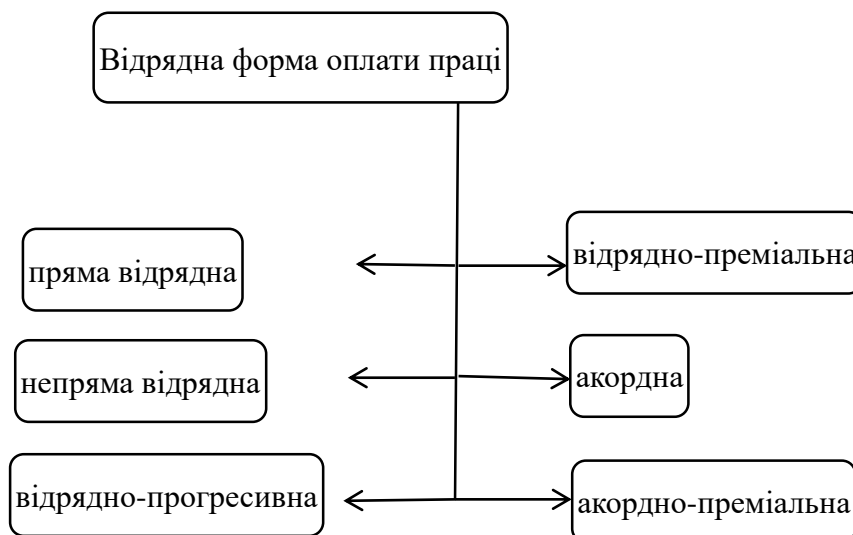 Відрядна форма оплати праці
пряма відрядна
відрядно-преміальна
непряма відрядна
акордна
відрядно-прогресивна
акордно-преміальна